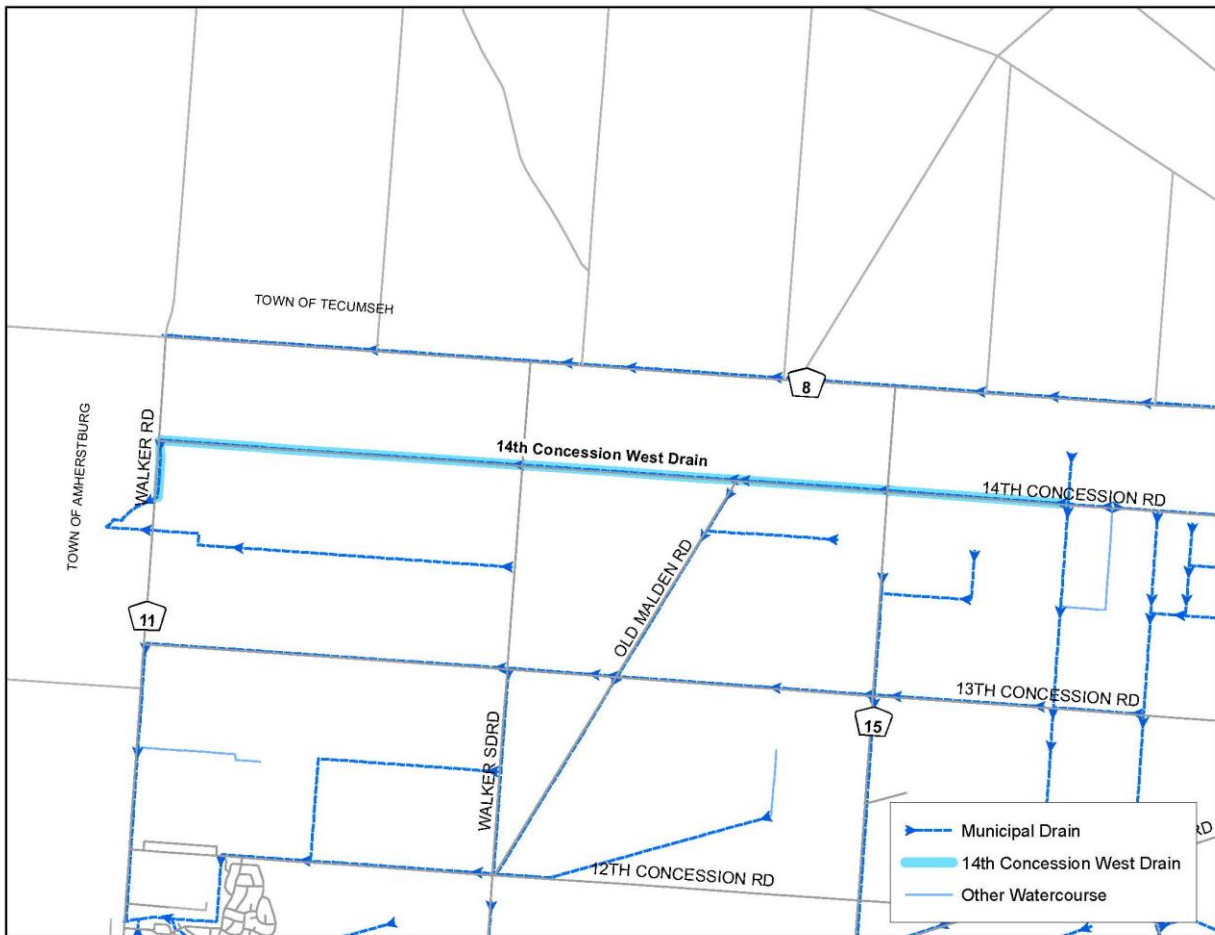 TOWN OF TECUMSEH
8
TOWN OF AMHERSTBURG
WALKER RD
14th Concession West Drain
14TH CONCESSION RD
OLD MALDEN RD
11
13TH CONCESSION RD
15
WALKER SDRD
12TH CONCESSION RD
RD
Municipal Drain
14th Concession West Drain
Other Watercourse